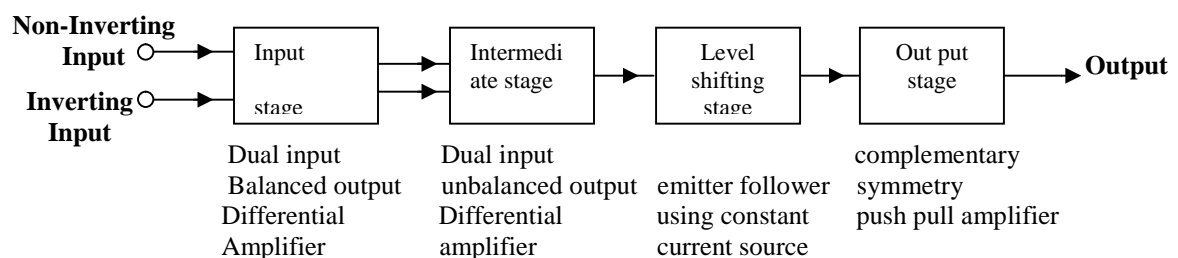 Non-Inverting
Input
Inverting
Input
Input
stage
Intermedi
ate stage
Level
shifting
stage
Out put
stage
Output
Dual input
Balanced output
Differential
Amplifier
Dual input
unbalanced output
Differential
amplifier
emitter follower
using constant
current source
complementary
symmetry
push pull amplifier